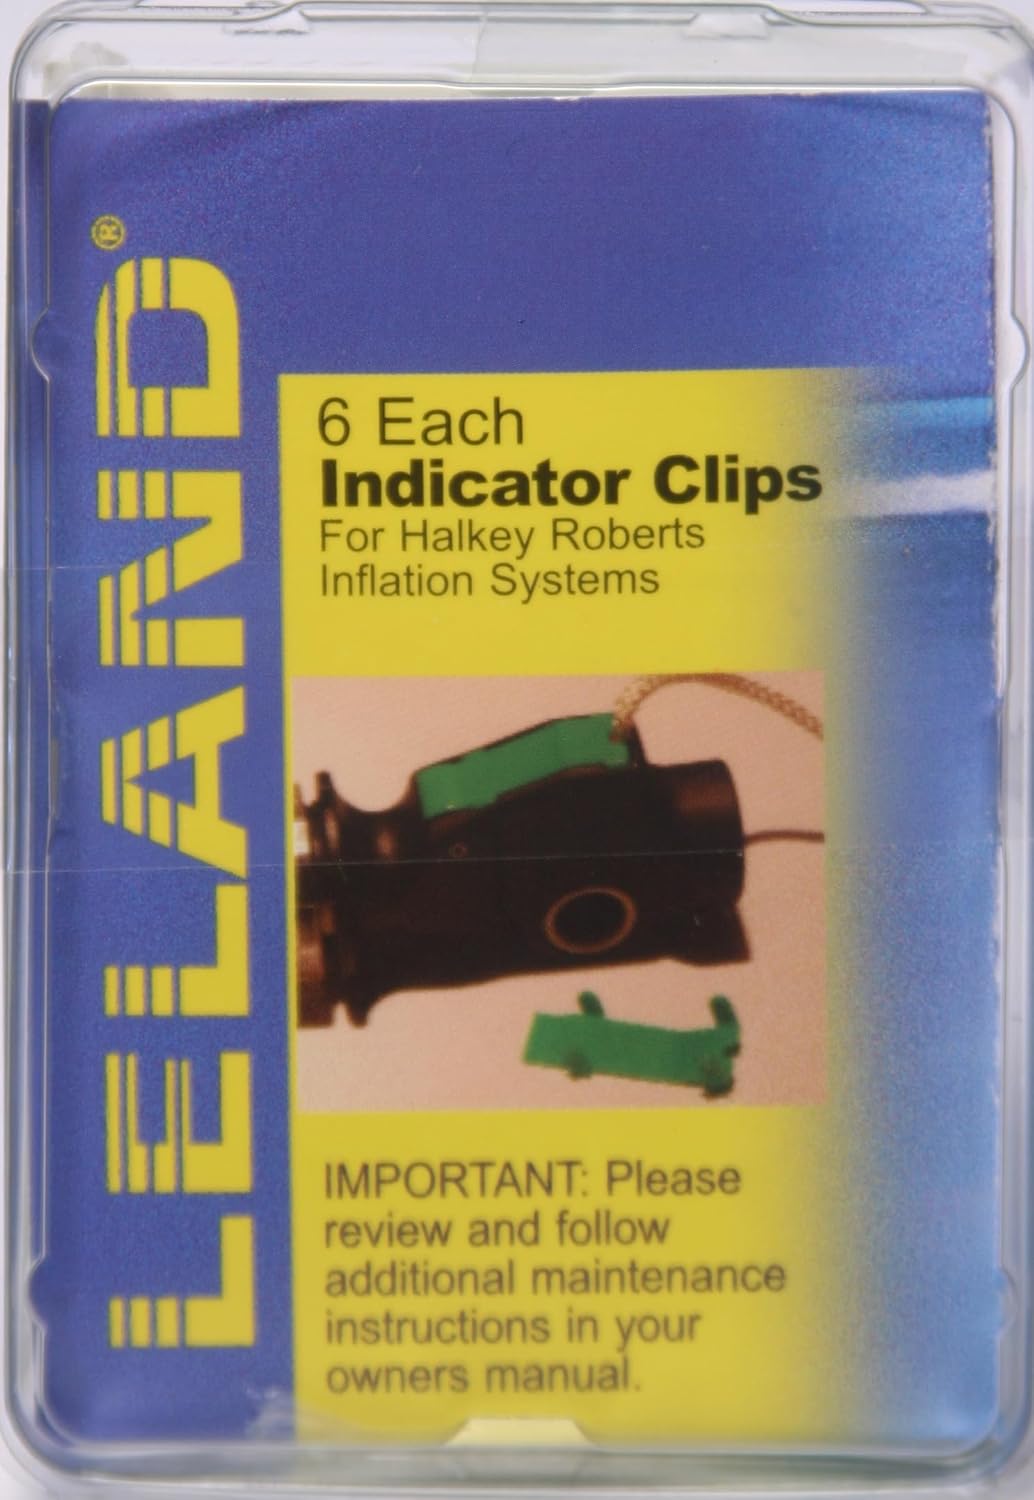 LELAND®
6 Each
Indicator Clips
For Halkey Roberts
Inflation Systems
IMPORTANT: Please
review and follow
additional maintenance
instructions in your
owners manual.